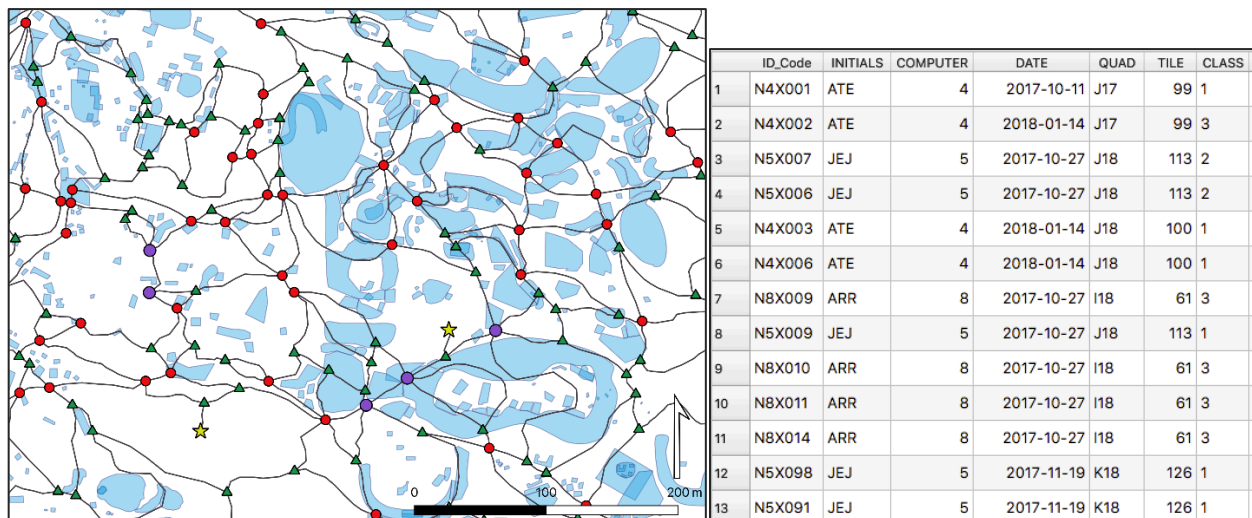 0 100 200 m
ID_Code INITIALS COMPUTER DATE QUAD TILE CLASS
1 N4X001 ATE 4 2017-10-11 J17 99 1
2 N4X002 ATE 4 2018-01-14 J17 99 3
3 N5X007 JEJ 5 2017-10-27 J18 113 2
4 N5X006 JEJ 5 2017-10-27 J18 113 2
5 N4X003 ATE 4 2018-01-14 J18 100 1
6 N4X006 ATE 4 2018-01-14 J18 100 1
7 N8X009 ARR 8 2017-10-27 I18 61 3
8 N5X009 JEJ 5 2017-10-27 J18 113 1
9 N8X010 ARR 8 2017-10-27 I18 61 3
10 N8X011 ARR 8 2017-10-27 I18 61 3
11 N8X014 ARR 8 2017-10-27 I18 61 3
12 N5X098 JEJ 5 2017-11-19 K18 126 1
13 N5X091 JEJ 5 2017-11-19 K18 126 1